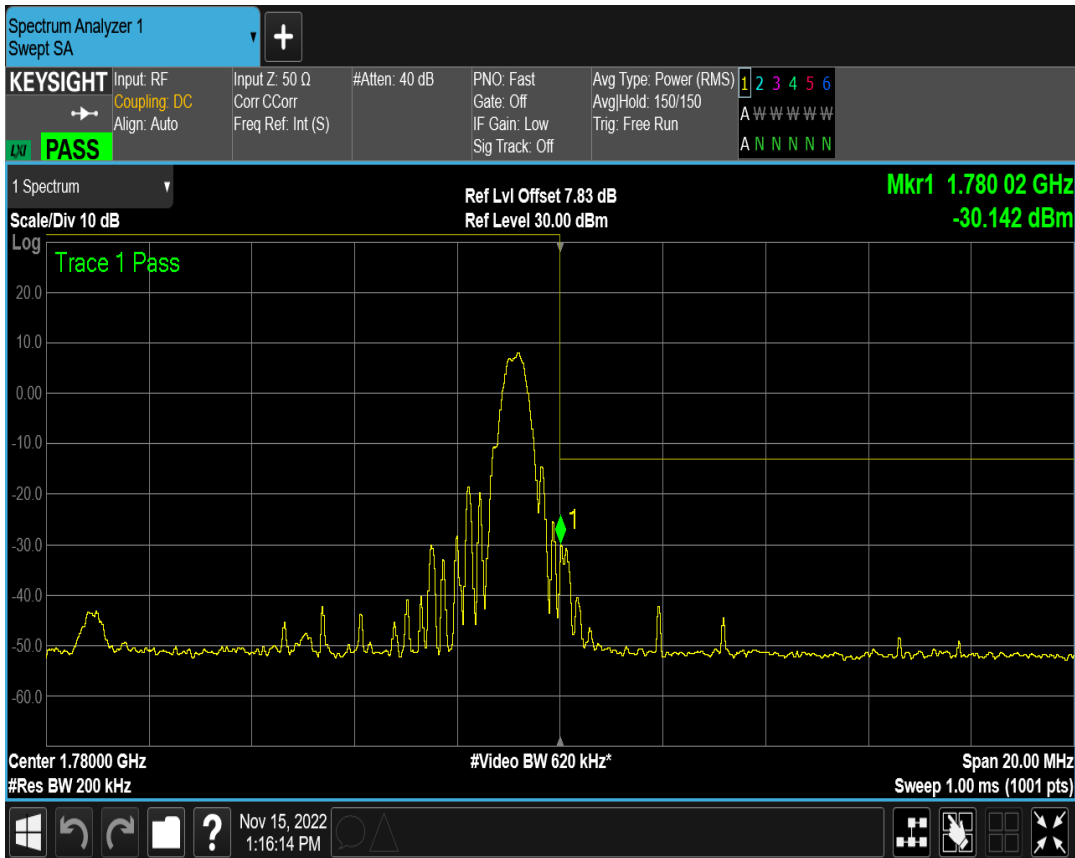 Spectrum Analyzer 1
Swept SA
KEYSIGHT
LXI PASS
Input: RF
Coupling: DC
Align: Auto
Input Z: 50 Ω
Corr CCorr
Freq Ref: Int (S)
#Atten: 40 dB
PNO: Fast
Gate: Off
IF Gain: Low
Sig Track: Off
Avg Type: Power (RMS)
Avg|Hold: 150/150
Trig: Free Run
1 2 3 4 5 6
A W W W W W
A N N N N N
1 Spectrum
Scale/Div 10 dB
Ref Lvl Offset 7.83 dB
Ref Level 30.00 dBm
Mkr1 1.780 02 GHz
-30.142 dBm
Log
Trace 1 Pass
20.0
10.0
0.00
-10.0
-20.0
1
-30.0
-40.0
-50.0
-60.0
Center 1.78000 GHz
#Video BW 620 kHz*
Span 20.00 MHz
#Res BW 200 kHz
Sweep 1.00 ms (1001 pts)
?
Nov 15, 2022
1:16:14 PM